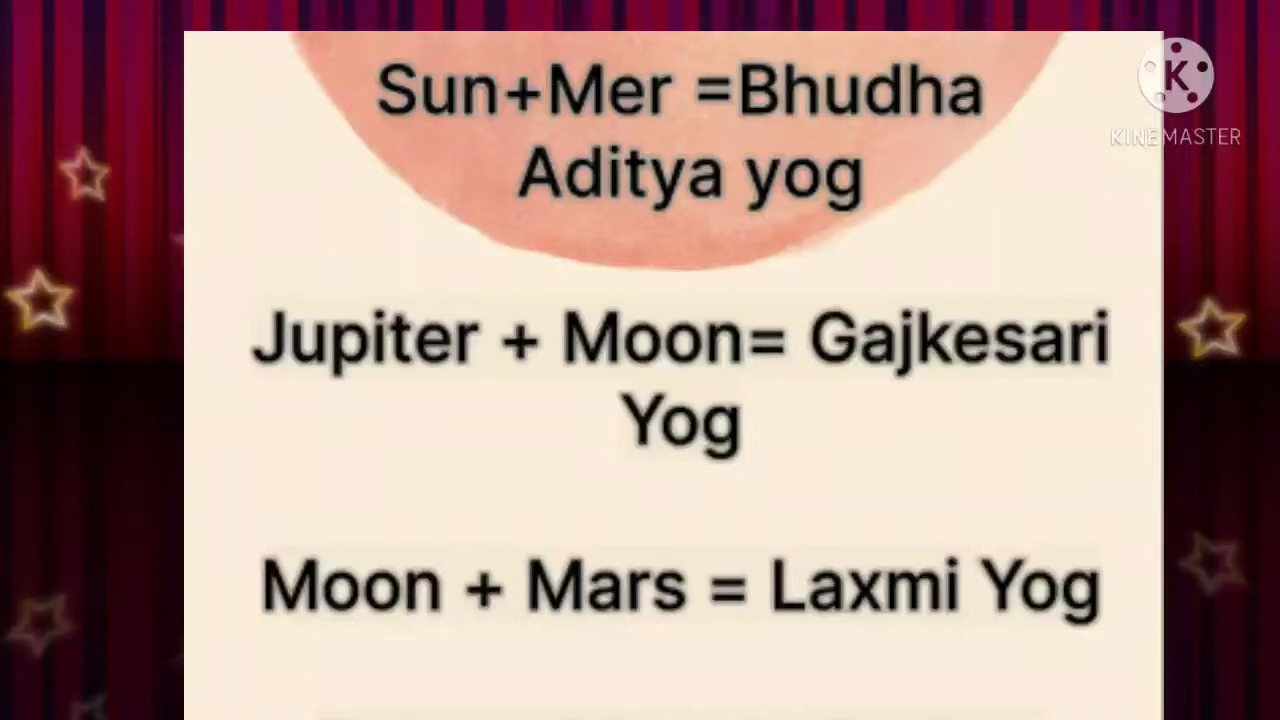 Sun+Mer =Bhudha
Aditya yog
KINEMASTER
Jupiter + Moon= Gajkesari
Yog
Moon + Mars = Laxmi Yog